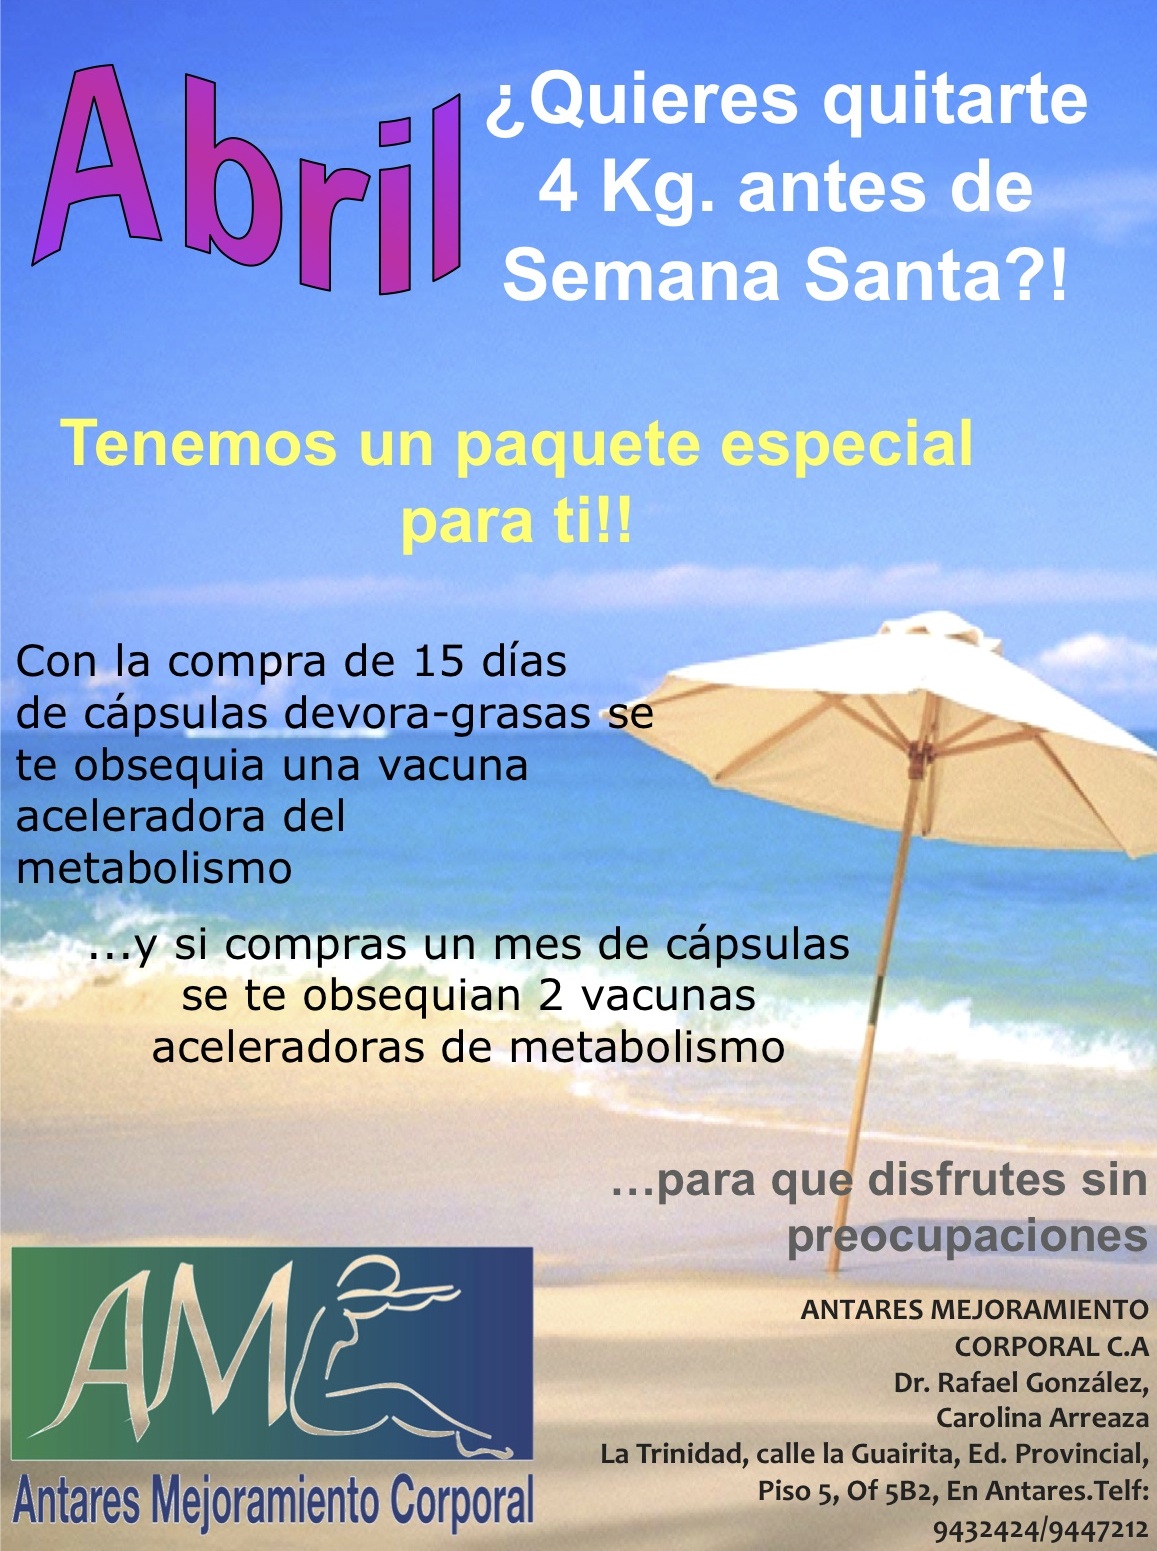 Abril
¿Quieres quitarte
4 Kg. antes de
Semana Santa?!
Tenemos un paquete especial
para ti!!
Con la compra de 15 días
de cápsulas devora-grasas se
te obsequia una vacuna
aceleradora del
metabolismo
...y si compras un mes de cápsulas
se te obsequian 2 vacunas
aceleradoras de metabolismo
...para que disfrutes sin
preocupaciones
AMC
Antares Mejoramiento Corporal
ANTARES MEJORAMIENTO
CORPORAL C.A
Dr. Rafael González,
Carolina Arreaza
La Trinidad, calle la Guairita, Ed. Provincial,
Piso 5, Of 5B2, En Antares.Telf:
9432424/9447212